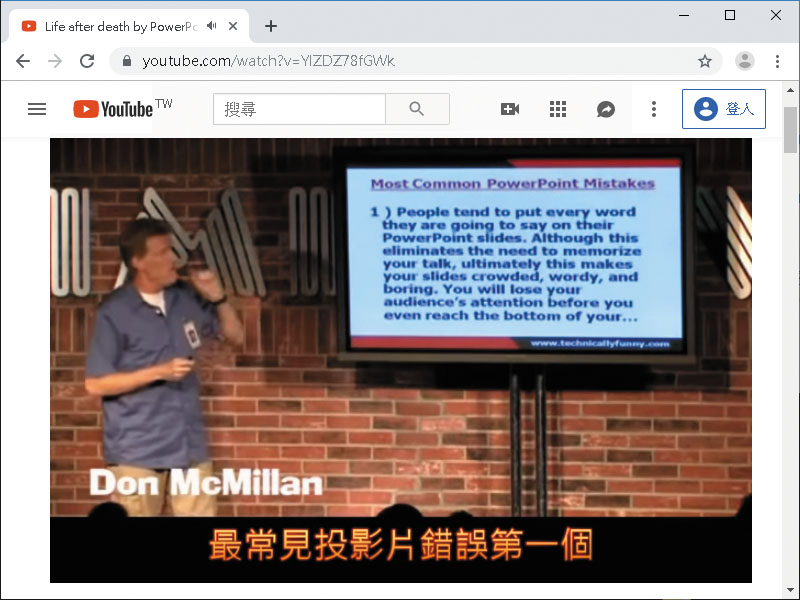 Life after death by PowerPo
youtube.com/watch?v=YIZDZ78fGWk
YouTube TW
搜尋
登入
Most Common PowerPoint Mistakes
1 ) People tend to put every word
they are going to say on their
PowerPoint slides. Although this
eliminates the need to memorize
your talk, ultimately this makes
your slides crowded, wordy, and
boring. You will lose your
audience's attention before you
even reach the bottom of your...
www.technicallyfunny.com
Don McMillan
最常見投影片錯誤第一個